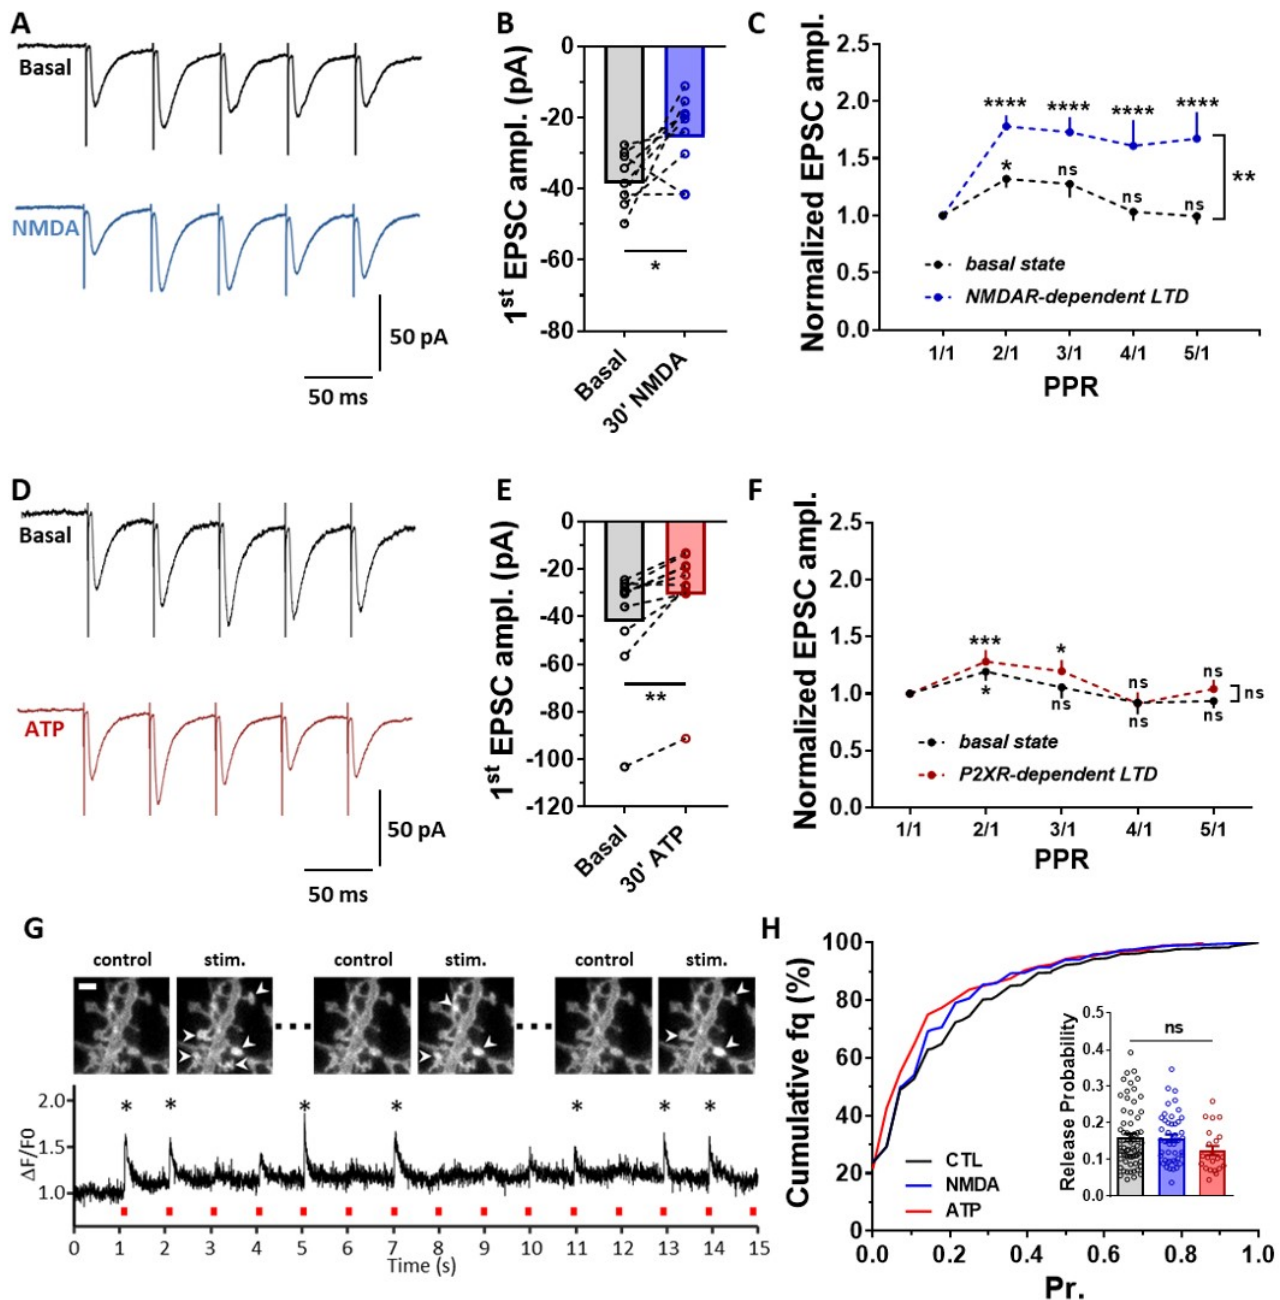 A
Basal
NMDA
50 pA
50 ms
B
1st EPSC ampl. (pA)
0
-20
-40
-60
-80
*
Basal
30' NMDA
C
Normalized EPSC ampl.
2.5
2.0
1.5
1.0
0.5
0.0
**** **** **** ****
**
* ns ns ns
basal state
NMDAR-dependent LTD
1/1 2/1 3/1 4/1 5/1
PPR
D
Basal
ATP
50 pA
50 ms
E
1st EPSC ampl. (pA)
0
-20
-40
-60
-80
-100
-120
**
Basal
30' ATP
F
Normalized EPSC ampl.
2.5
2.0
1.5
1.0
0.5
0.0
*** * ns ns
ns
* ns ns ns
basal state
P2XR-dependent LTD
1/1 2/1 3/1 4/1 5/1
PPR
G
control stim. control stim. control stim.
ΔF/F0
2.0
1.5
1.0
* * * * * * *
0 1 2 3 4 5 6 7 8 9 10 11 12 13 14 15
Time (s)
H
Cumulative fq (%)
100
80
60
40
20
0
CTL
NMDA
ATP
0.0 0.2 0.4 0.6 0.8 1.0
Pr.
Release Probability
0.5
0.4
0.3
0.2
0.1
0.0
ns